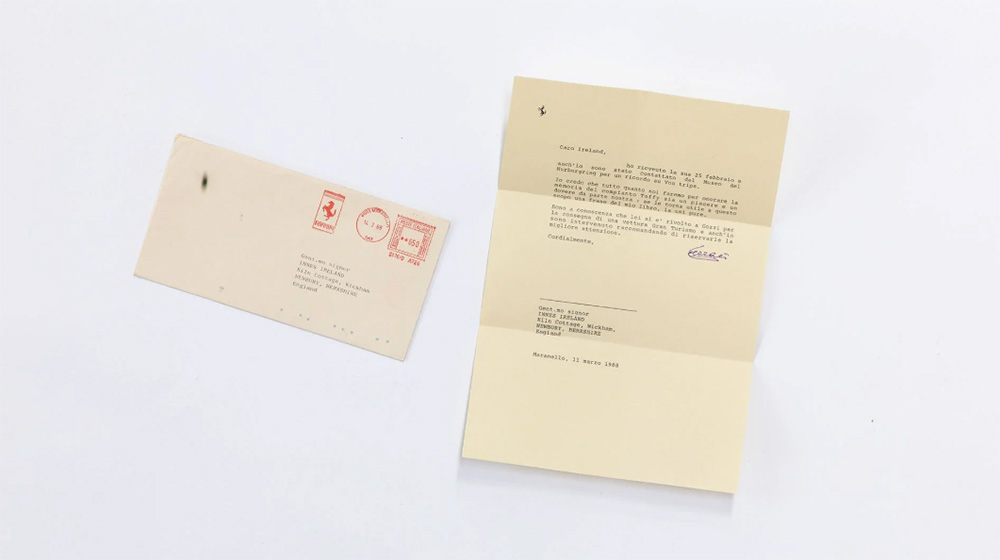 Gent.mo signor
INNES IRELAND
Kiln Cottage, Wickham
NEWBURY, BERKSHIRE
England
Caro Ireland,
ho ricevuto la sua 25 febbraio e
anch'io sono stato contattato dal Museo del
Nurburgring per un ricordo su Von trips.
Io credo che tutto quanto noi faremo per onorare la
memoria del compianto Taffy sia un piacere e un
dovere da parte nostra : se le torna utile a questo
scopo una frase del mio libro, la usi pure.
Sono a conoscenza che lei si e' rivolto a Gozzi per
la consegna di una vettura Gran Turismo e anch'io
sono intervenuto raccomandando di riservarle la
migliore attenzione.
Cordialmente,
Gent.mo signor
INNES IRELAND
Kiln Cottage, Wickham,
NEWBURY, BERKSHIRE
England
Maranello, 11 marzo 1988